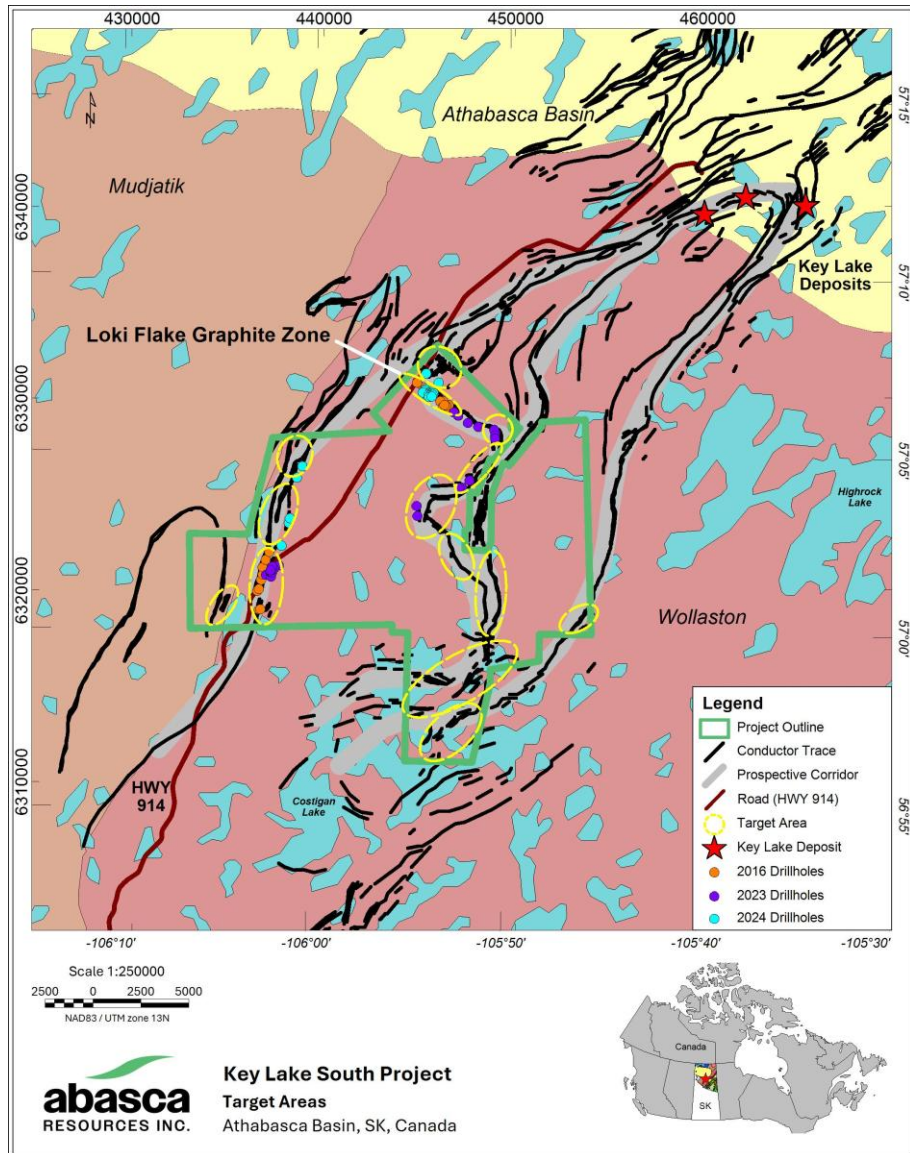 430000
440000
450000
460000
57°15'
Athabasca Basin
Mudjatik
N
6340000
57°10'
Key Lake
Deposits
Loki Flake Graphite Zone
6330000
57°05'
Highrock
Lake
6320000
Wollaston
57°00'
Legend
Project Outline
Conductor Trace
Prospective Corridor
Road (HWY 914)
Target Area
Key Lake Deposit
2016 Drillholes
2023 Drillholes
2024 Drillholes
6310000
HWY
914
Costigan
Lake
56°55'
-106°10'
-106°00'
-105°50'
-105°40'
-105°30'
Scale 1:250000
2500 0 2500 5000
NAD83 / UTM zone 13N
Canada
SK
abasca
RESOURCES INC.
Key Lake South Project
Target Areas
Athabasca Basin, SK, Canada